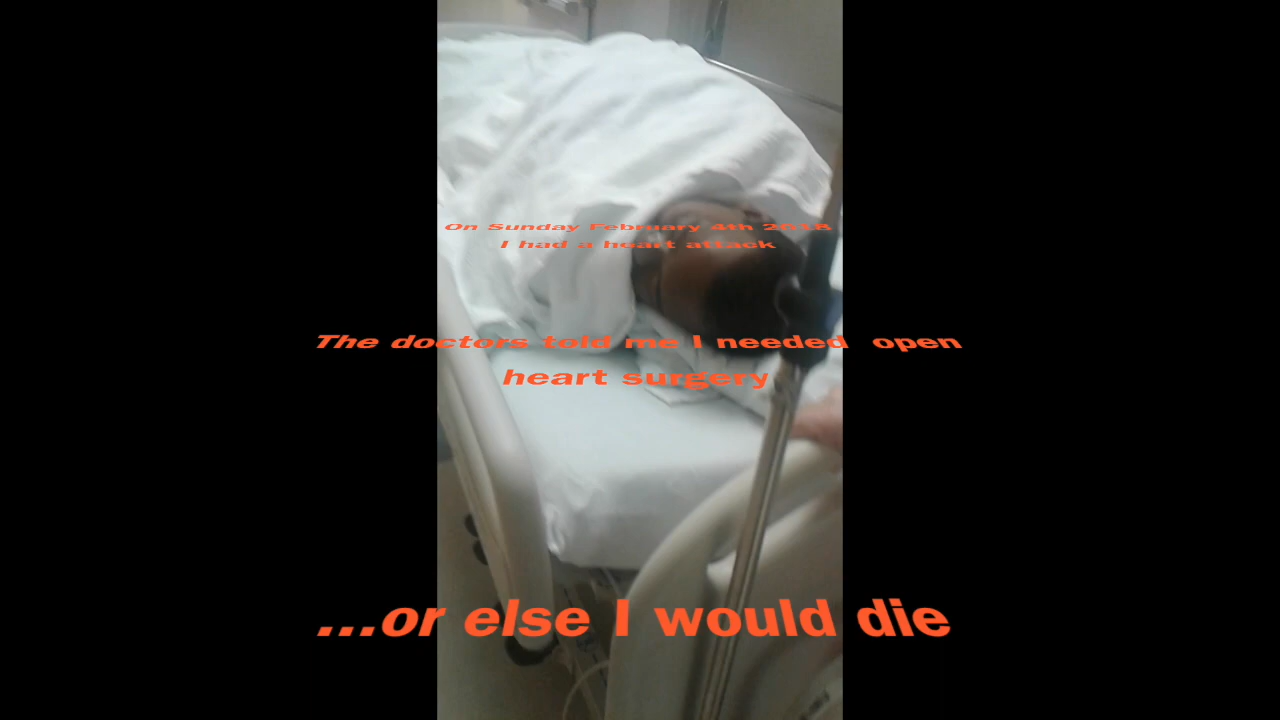 On Sunday February 4th 2018
I had a heart attack
The doctors told me I needed open
heart surgery
...or else I would die